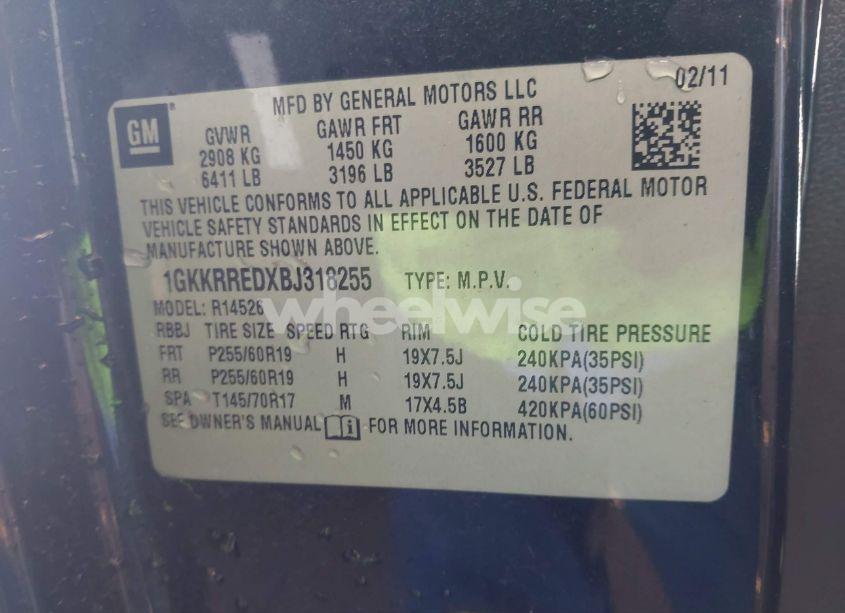 02/11
MFD BY GENERAL MOTORS LLC
GM
GVWR GAWR FRT GAWR RR
2908 KG 1450 KG 1600 KG
6411 LB 3196 LB 3527 LB
THIS VEHICLE CONFORMS TO ALL APPLICABLE U.S. FEDERAL MOTOR
VEHICLE SAFETY STANDARDS IN EFFECT ON THE DATE OF
MANUFACTURE SHOWN ABOVE.
1GKKRREDXBJ318255 TYPE: M.P.V.
MODEL: R14526
wheelwise
RBBJ TIRE SIZE SPEED RTG RIM COLD TIRE PRESSURE
FRT P255/60R19 H 19X7.5J 240KPA(35PSI)
RR P255/60R19 H 19X7.5J 240KPA(35PSI)
SPA T145/70R17 M 17X4.5B 420KPA(60PSI)
SEE OWNER'S MANUAL FOR MORE INFORMATION.